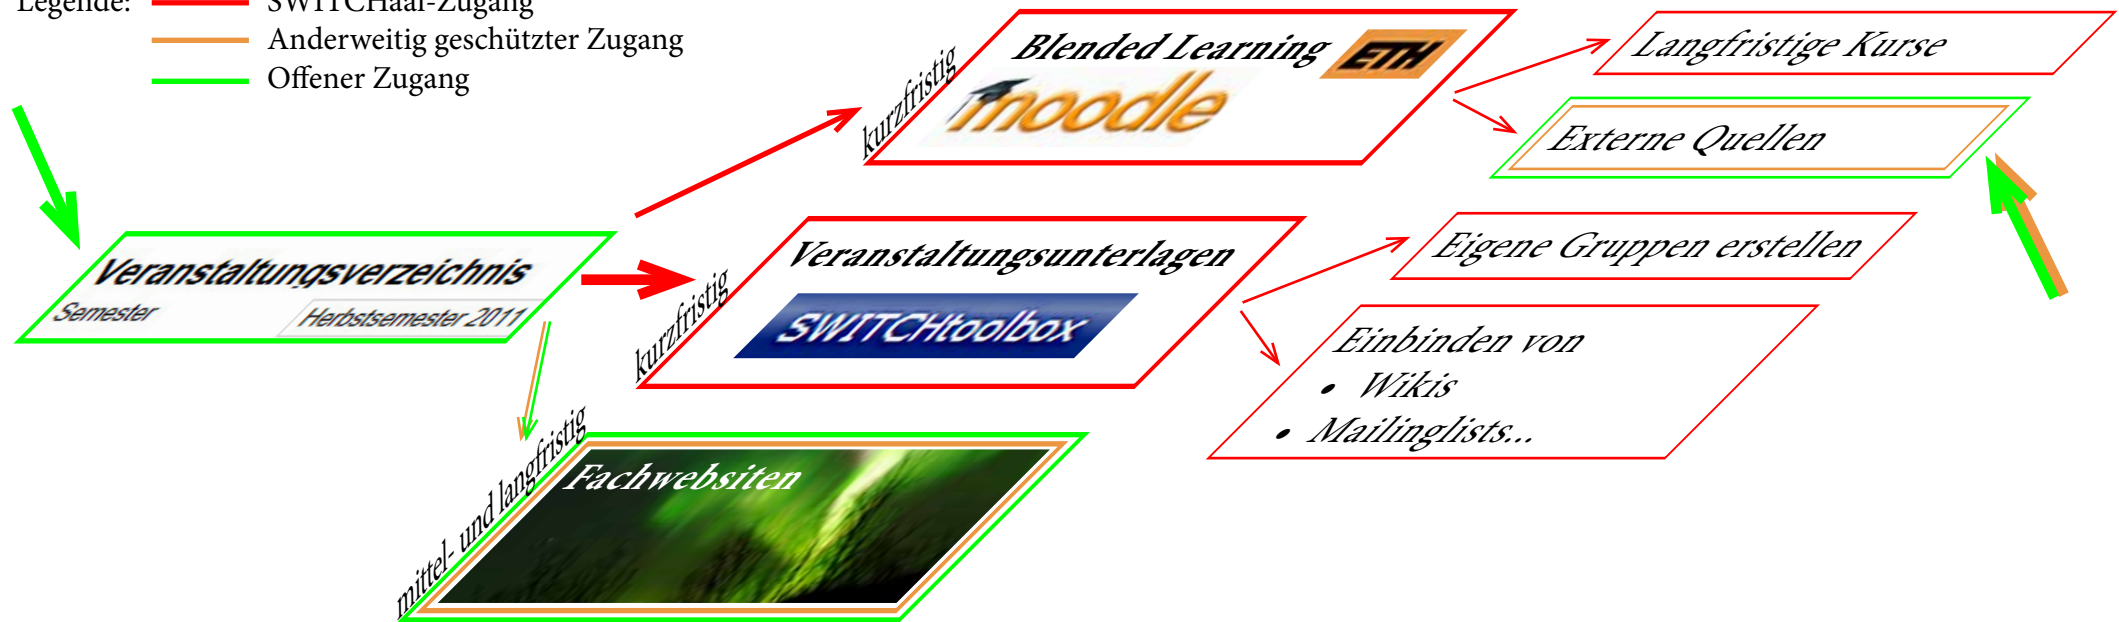 Legende: SWITCHaai-Zugang
Anderweitig geschützter Zugang
Offener Zugang
kurzfristig
Blended Learning
ETH
moodle
Langfristige Kurse
Externe Quellen
Veranstaltungsverzeichnis
Semester
Herbstsemester 2011
kurzfristig
Veranstaltungsunterlagen
SWITCHtoolbox
Eigene Gruppen erstellen
Einbinden von
• Wikis
• Mailinglists...
mittel- und langfristig
Fachwebsiten